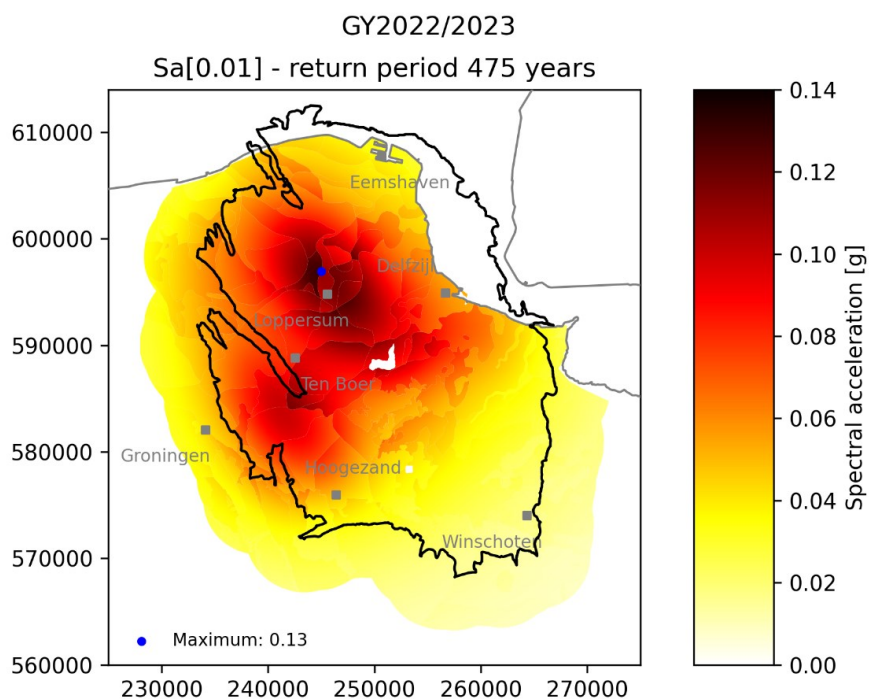 GY2022/2023
Sa[0.01] - return period 475 years
610000
600000
590000
580000
570000
560000
230000
240000
250000
260000
270000
Eemshaven
Delfzijl
Loppersum
Ten Boer
Groningen
Hoogezand
Winschoten
Maximum: 0.13
0.14
0.12
0.10
0.08
0.06
0.04
0.02
0.00
Spectral acceleration [g]